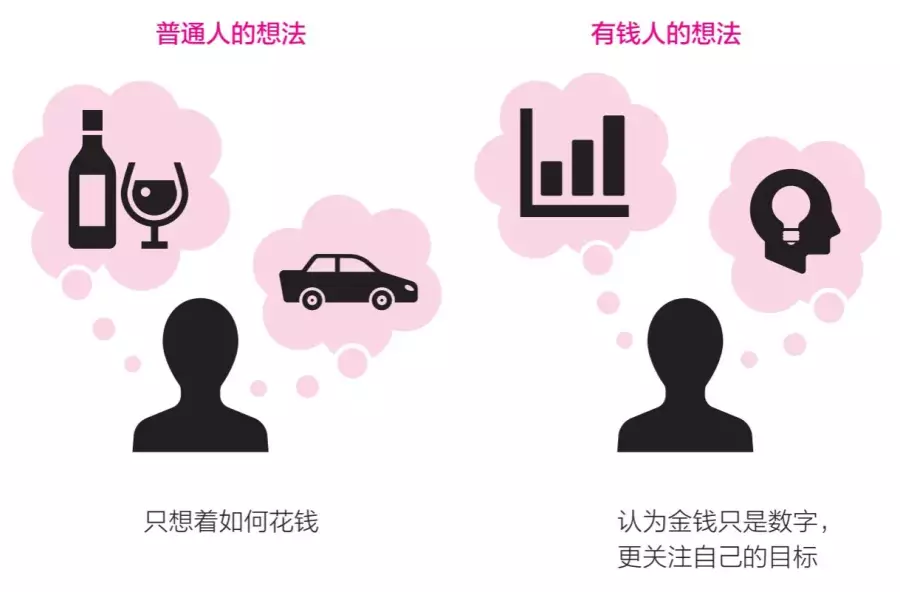 普通人的想法
有钱人的想法
只想着如何花钱
认为金钱只是数字，
更关注自己的目标